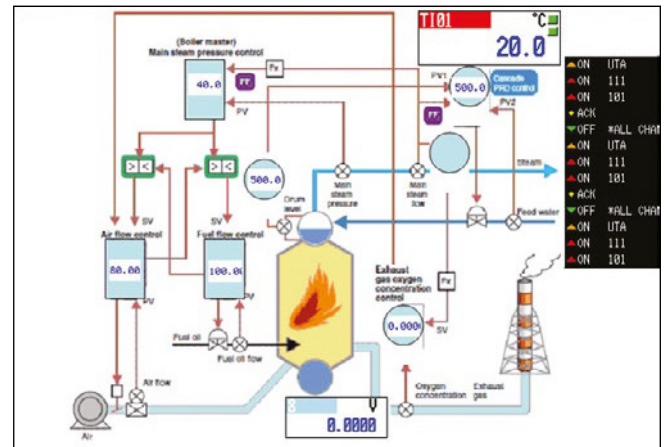 (Boiler master)
Main steam pressure control
40.0
Fx
FF
PV
TI01
°C
20.0
PV1
500.0
Cascade
PRD control
FF
PV2
ON UTA
ON 111
ON 101
ACK
OFF *ALL CHAN
ON UTA
ON 111
ON 101
ACK
OFF *ALL CHAN
ON UTA
ON 111
ON 101
> <
> <
SV
SV
500.0
Drum
level
Main
steam
pressure
Main
steam
flow
Steam
Feed water
Air flow control
80.00
PV
Fuel flow control
100.0
PV
Exhaust
gas oxygen
concentration
control
0.000
Fx
SV
Fuel oil
Fuel oil flow
Air flow
Air
V
0.0000
Oxygen
concentration
Exhaust
gas